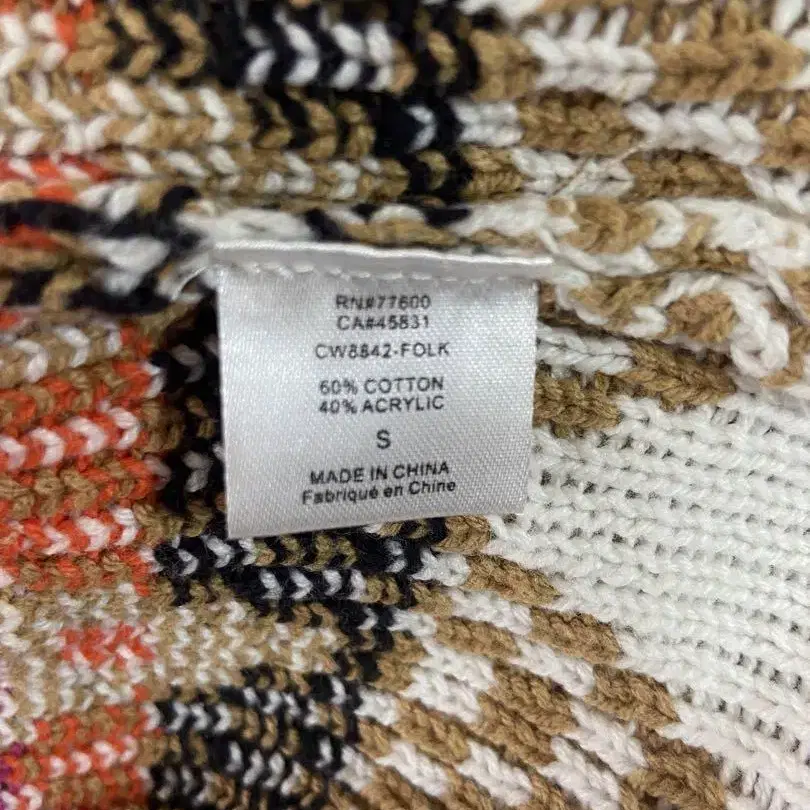 RN#77600
CA#45831
CW8842-FOLK
60% COTTON
40% ACRYLIC
S
MADE IN CHINA
Fabriqué en Chine